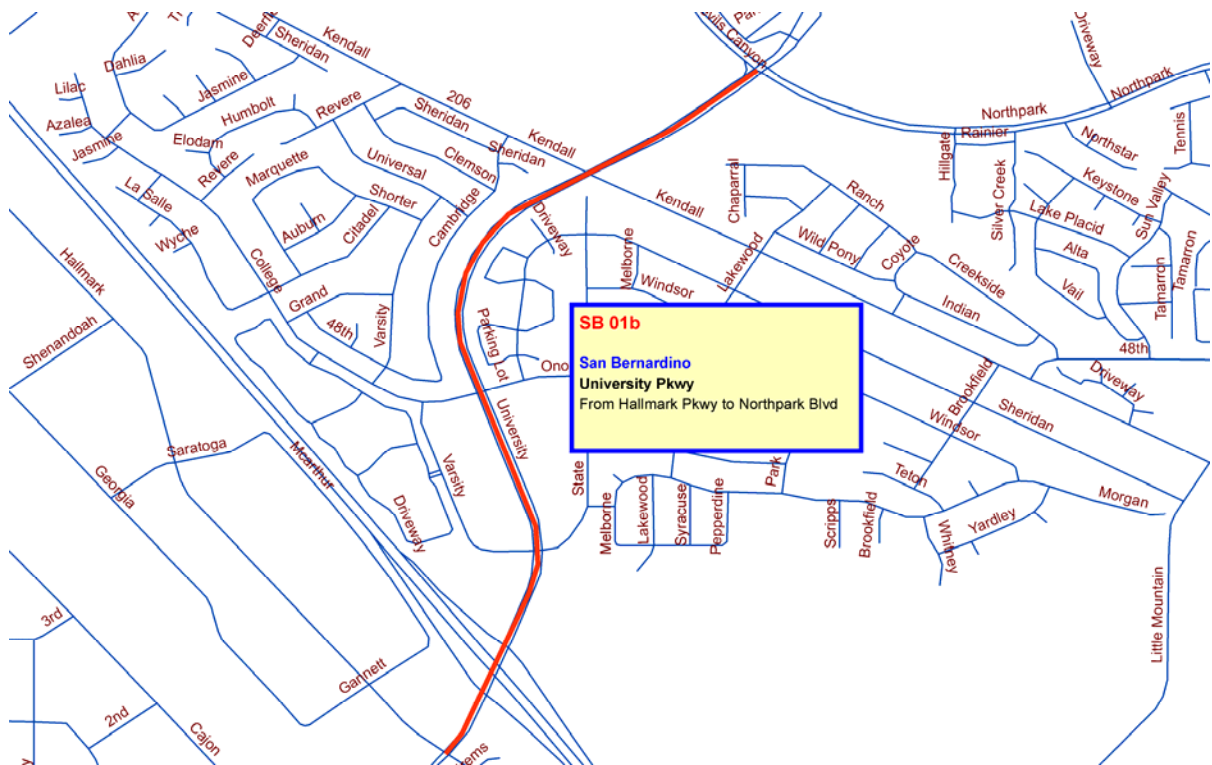 Kendall
Sheridan
Dahlia
Lilac
Jasmine
206
Canyon
Driveway
Northpark
Azalea
Humbolt
Revere
Sheridan
Northpark
Jasmine
Elodam
Sheridan
Kendall
Rainier
Northstar
Tennis
Revere
Marquette
Universal
Clemson
Chaparral
Hillgate
La Salle
Shorter
Kendall
Ranch
Silver Creek
Keystone
Sun Valley
Wyche
Auburn
Citadel
Cambridge
Driveway
Melborne
Lakewood
Wild Pony
Coyote
Lake Placid
Alta
Hallmark
College
Windsor
Creekside
Vail
Tamarron
Tamarron
Grand
48th
Varsity
Parking Lot
Indian
Shenandoah
48th
SB 01b
San Bernardino
University Pkwy
From Hallmark Pkwy to Northpark Blvd
Driveway
Brookfield
Sheridan
University
Windsor
Saratoga
Mcarthur
Varsity
State
Park
Teton
Morgan
Georgia
Driveway
Melborne
Lakewood
Syracuse
Pepperdine
Scripps
Brookfield
Whitney
Yardley
3rd
Little Mountain
Gannett
2nd
Cajon